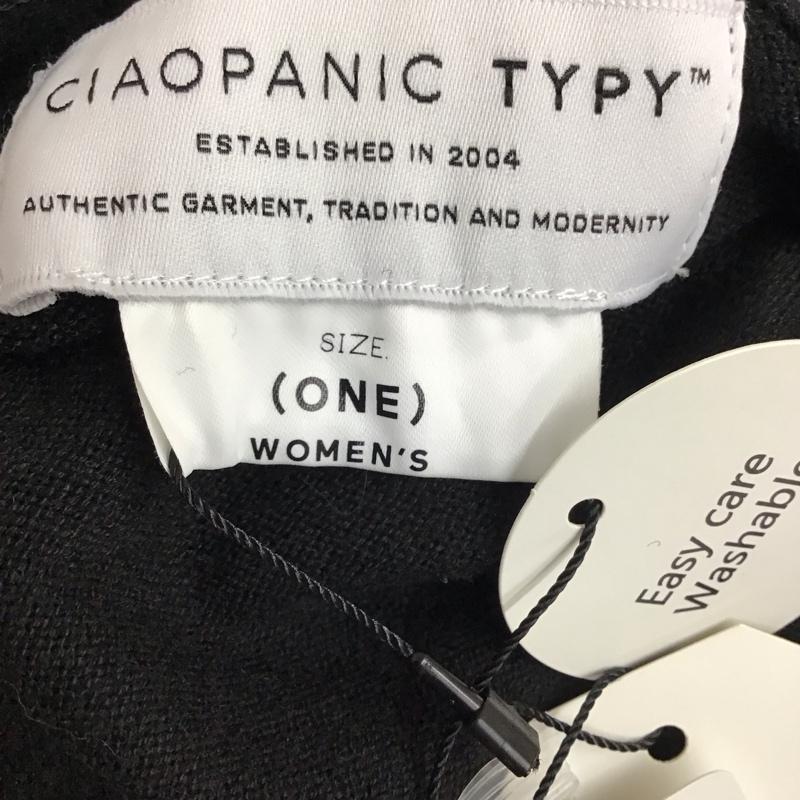 CIAOPANIC TYPY™
ESTABLISHED IN 2004
AUTHENTIC GARMENT, TRADITION AND MODERNITY
SIZE.
(ONE)
WOMEN'S
Easy care
Washable